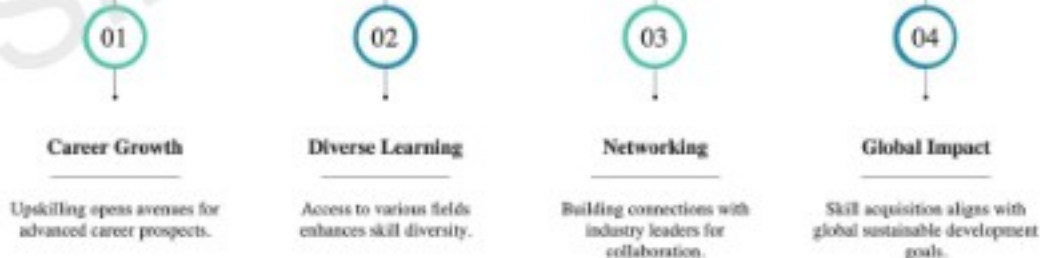 01
02
03
04
Career Growth
Diverse Learning
Networking
Global Impact
Upskilling opens avenues for
advanced career prospects.
Access to various fields
enhances skill diversity.
Building connections with
industry leaders for
collaboration.
Skill acquisition aligns with
global sustainable development
goals.